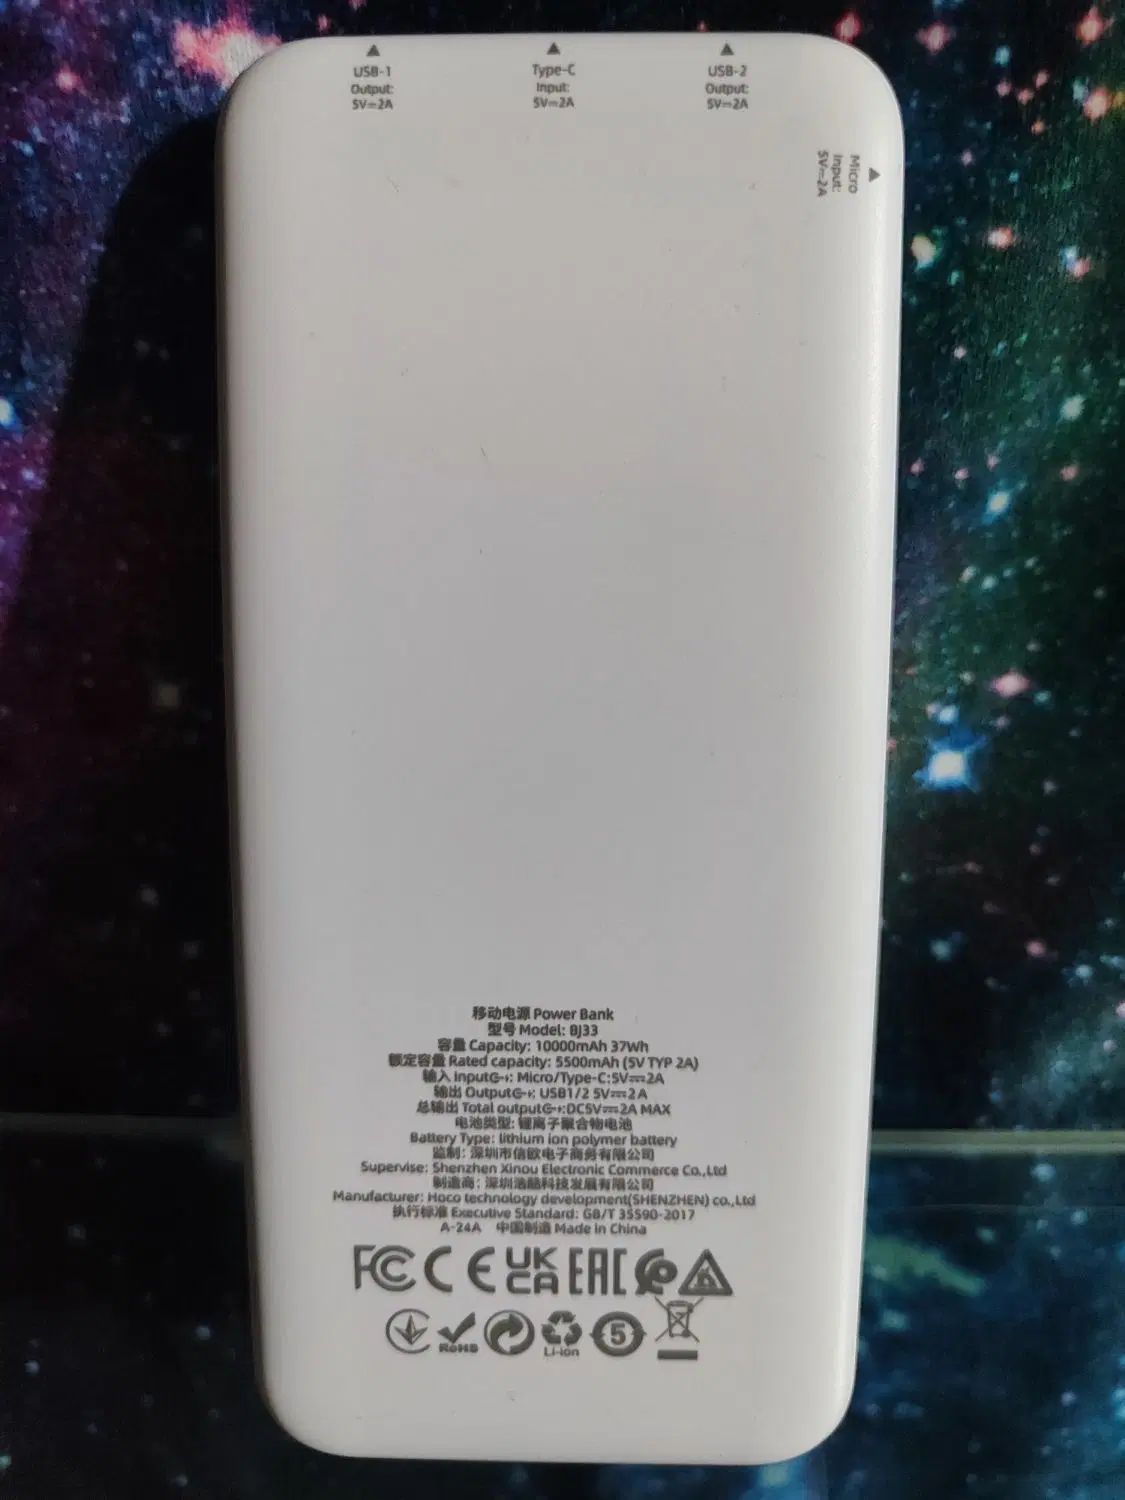 USB-1
Output:
5V⎓2A
Type-C
Input:
5V⎓2A
USB-2
Output:
5V⎓2A
Micro
Input:
5V⎓2A
移动电源 Power Bank
型号 Model: BJ33
容量 Capacity: 10000mAh 37Wh
额定容量 Rated capacity: 5500mAh (5V TYP 2A)
输入 Input: Micro/Type-C:5V⎓2A
输出 Output: USB1/2 5V⎓2A
总输出 Total output:DC5V⎓2A MAX
电池类型: 锂离子聚合物电池
Battery Type: lithium ion polymer battery
监制: 深圳市信欧电子商务有限公司
Supervise: Shenzhen Xinou Electronic Commerce Co.,Ltd
制造商: 深圳浩酷科技发展有限公司
Manufacturer: Hoco technology development(SHENZHEN) co.,Ltd
执行标准 Executive Standard: GB/T 35590-2017
A-24A 中国制造 Made in China
FC CE UKCA EAC
RoHS Li-ion 5